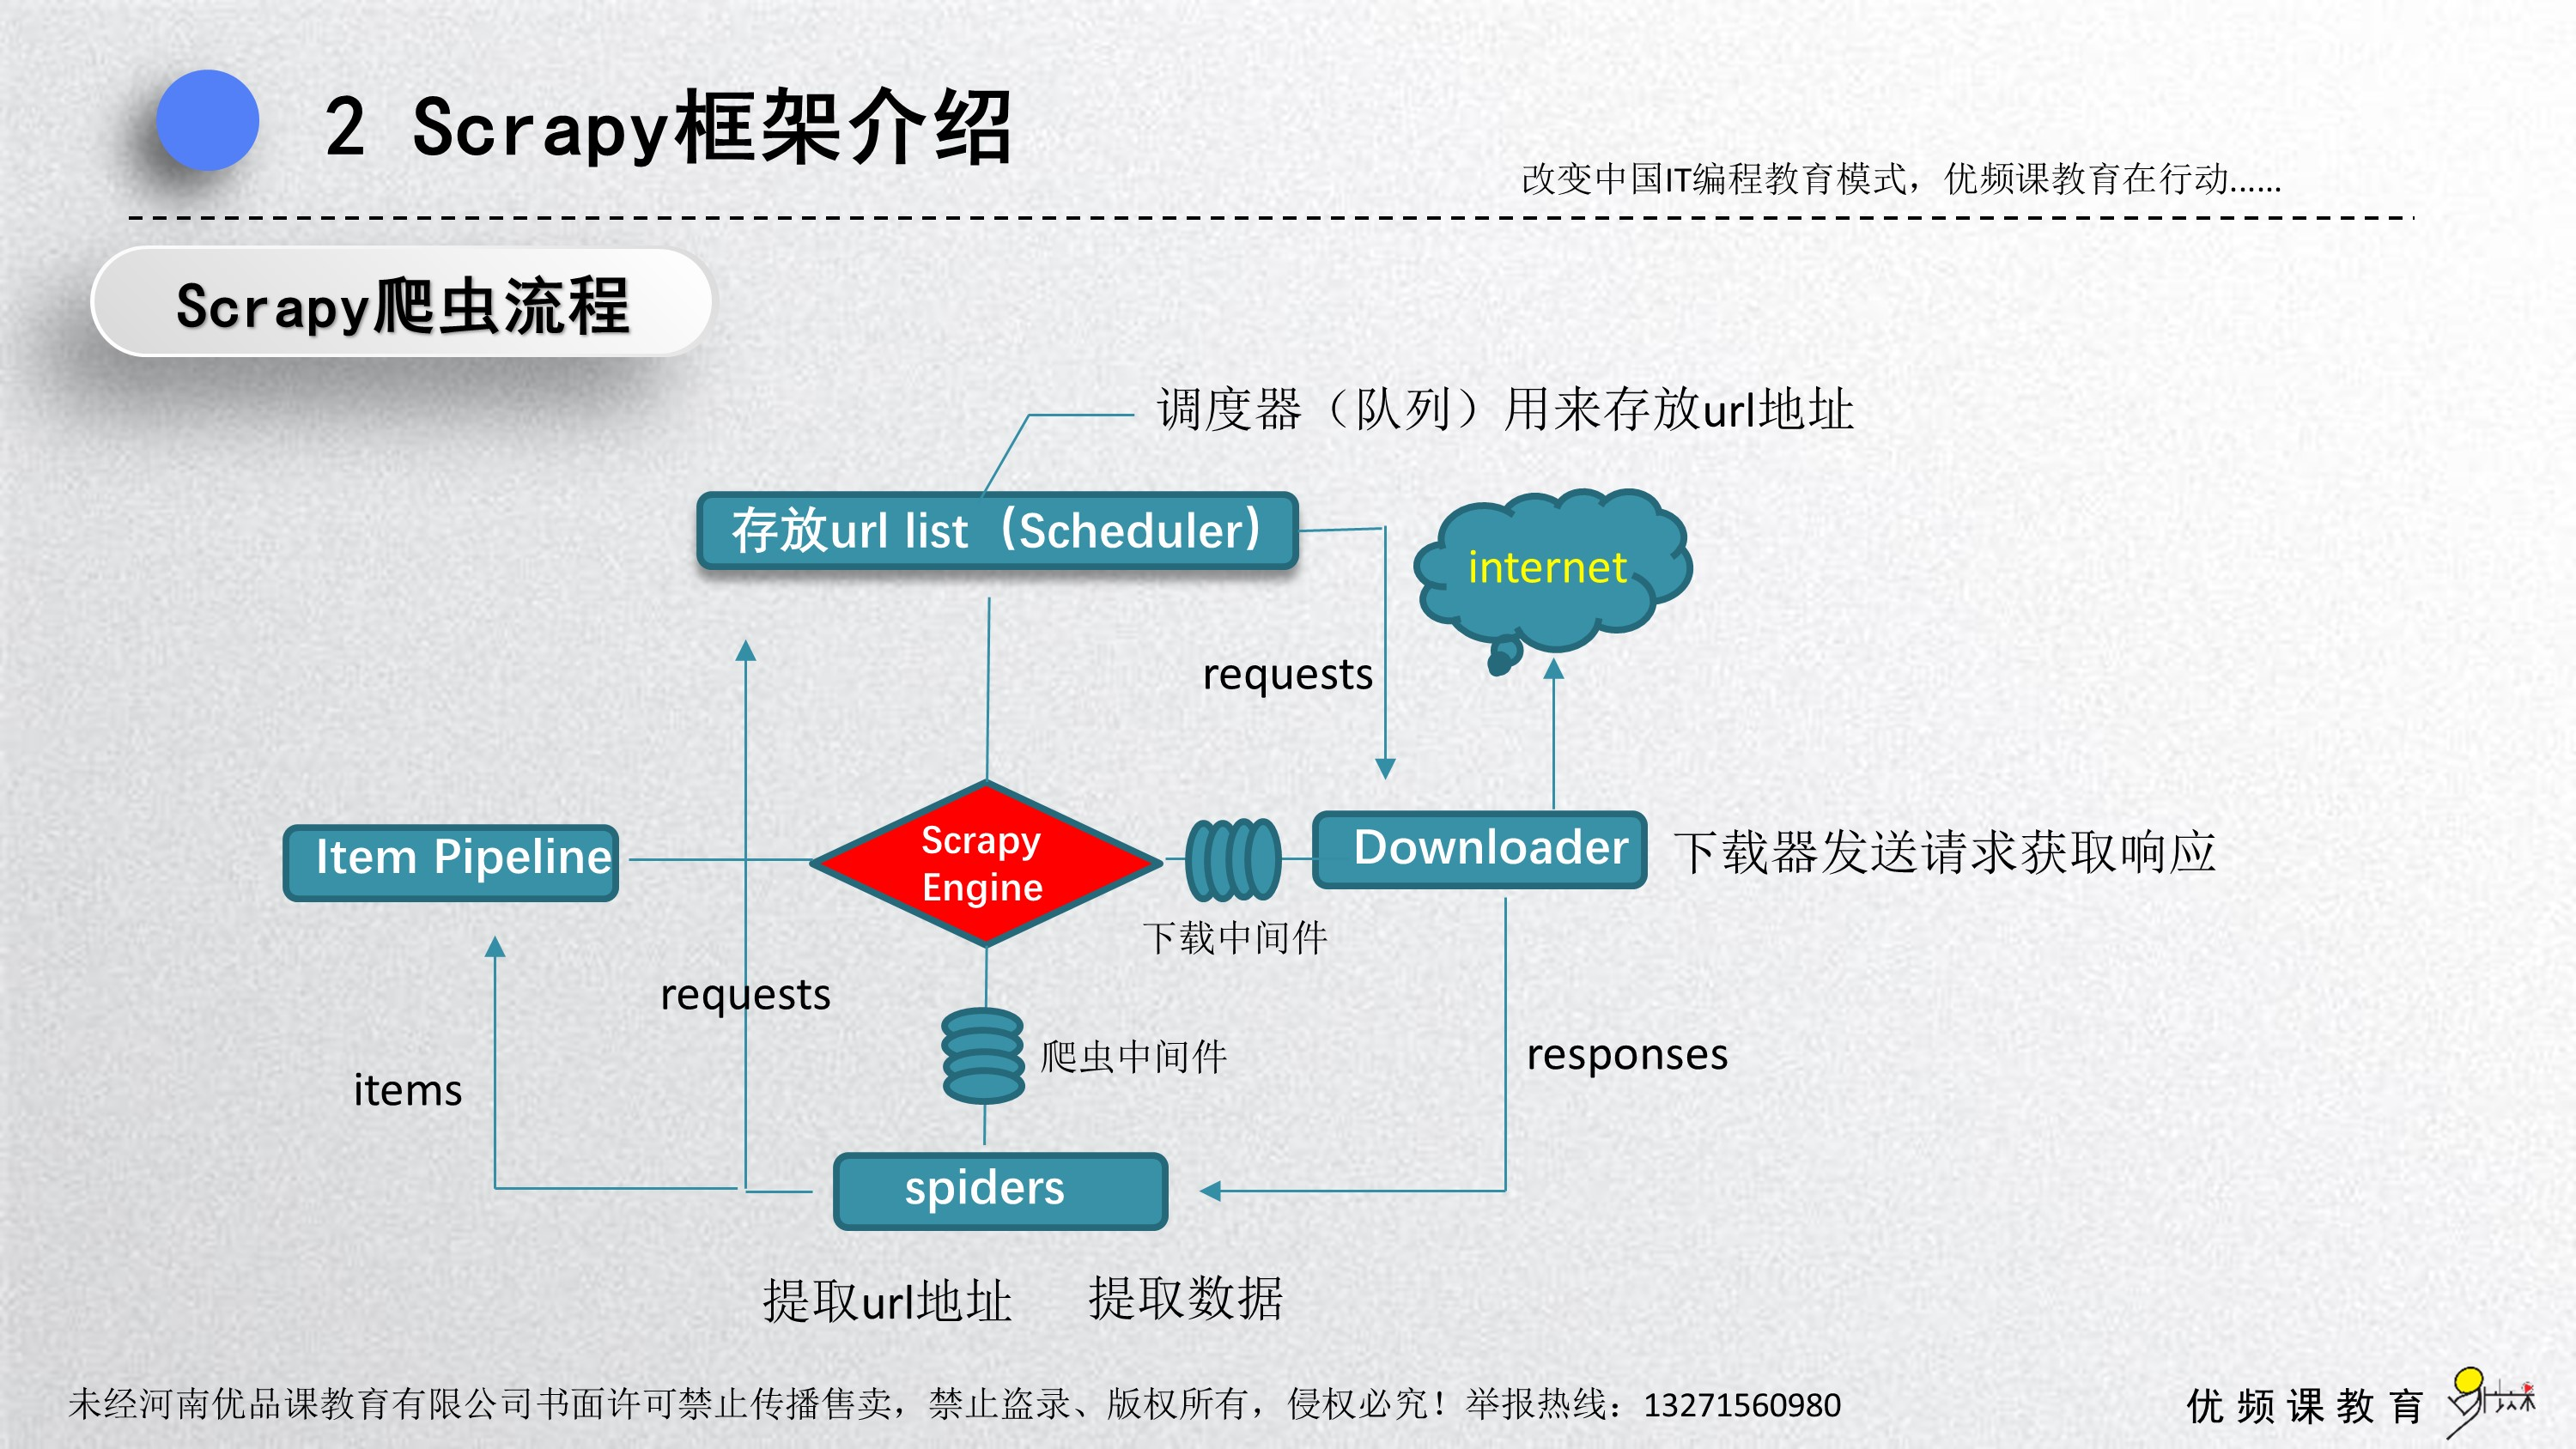 2 Scrapy框架介绍
改变中国IT编程教育模式，优频课教育在行动......
Scrapy爬虫流程
调度器（队列）用来存放url地址
存放url list（Scheduler）
internet
requests
Item Pipeline
Scrapy
Engine
Downloader
下载器发送请求获取响应
下载中间件
requests
爬虫中间件
responses
items
spiders
提取url地址
提取数据
未经河南优品课教育有限公司书面许可禁止传播售卖，禁止盗录、版权所有，侵权必究！举报热线：13271560980
优频课教育